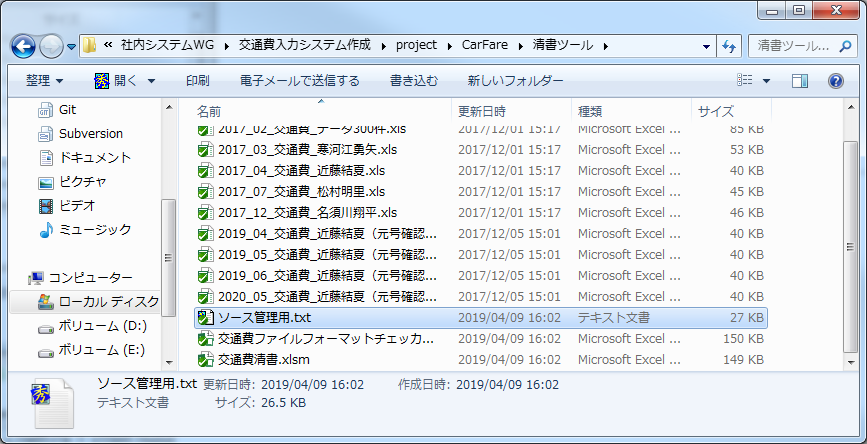 « 社内システムWG ▸ 交通費入力システム作成 ▸ project ▸ CarFare ▸ 清書ツール ▸ 清書ツール...
整理 開く 印刷 電子メールで送信する 書き込む 新しいフォルダー
Git
Subversion
ドキュメント
ピクチャ
ビデオ
ミュージック
コンピューター
ローカル ディスク
ボリューム (D:)
ボリューム (E:)
名前 更新日時 種類 サイズ
2017_02_交通費_データ300件.xls 2017/12/01 15:17 Microsoft Excel ... 85 KB
2017_03_交通費_寒河江勇矢.xls 2017/12/01 15:17 Microsoft Excel ... 53 KB
2017_04_交通費_近藤結夏.xls 2017/12/01 15:17 Microsoft Excel ... 40 KB
2017_07_交通費_松村明里.xls 2017/12/01 15:17 Microsoft Excel ... 45 KB
2017_12_交通費_名須川翔平.xls 2017/12/01 15:17 Microsoft Excel ... 46 KB
2019_04_交通費_近藤結夏（元号確認... 2017/12/05 15:01 Microsoft Excel ... 40 KB
2019_05_交通費_近藤結夏（元号確認... 2017/12/05 15:01 Microsoft Excel ... 40 KB
2019_06_交通費_近藤結夏（元号確認... 2017/12/05 15:01 Microsoft Excel ... 40 KB
2020_05_交通費_近藤結夏（元号確認... 2017/12/05 15:01 Microsoft Excel ... 40 KB
ソース管理用.txt 2019/04/09 16:02 テキスト文書 27 KB
交通費ファイルフォーマットチェッカ... 2019/04/09 16:02 Microsoft Excel ... 150 KB
交通費清書.xlsm 2019/04/09 16:02 Microsoft Excel ... 149 KB
ソース管理用.txt 更新日時: 2019/04/09 16:02 作成日時: 2019/04/09 16:02
テキスト文書 サイズ: 26.5 KB